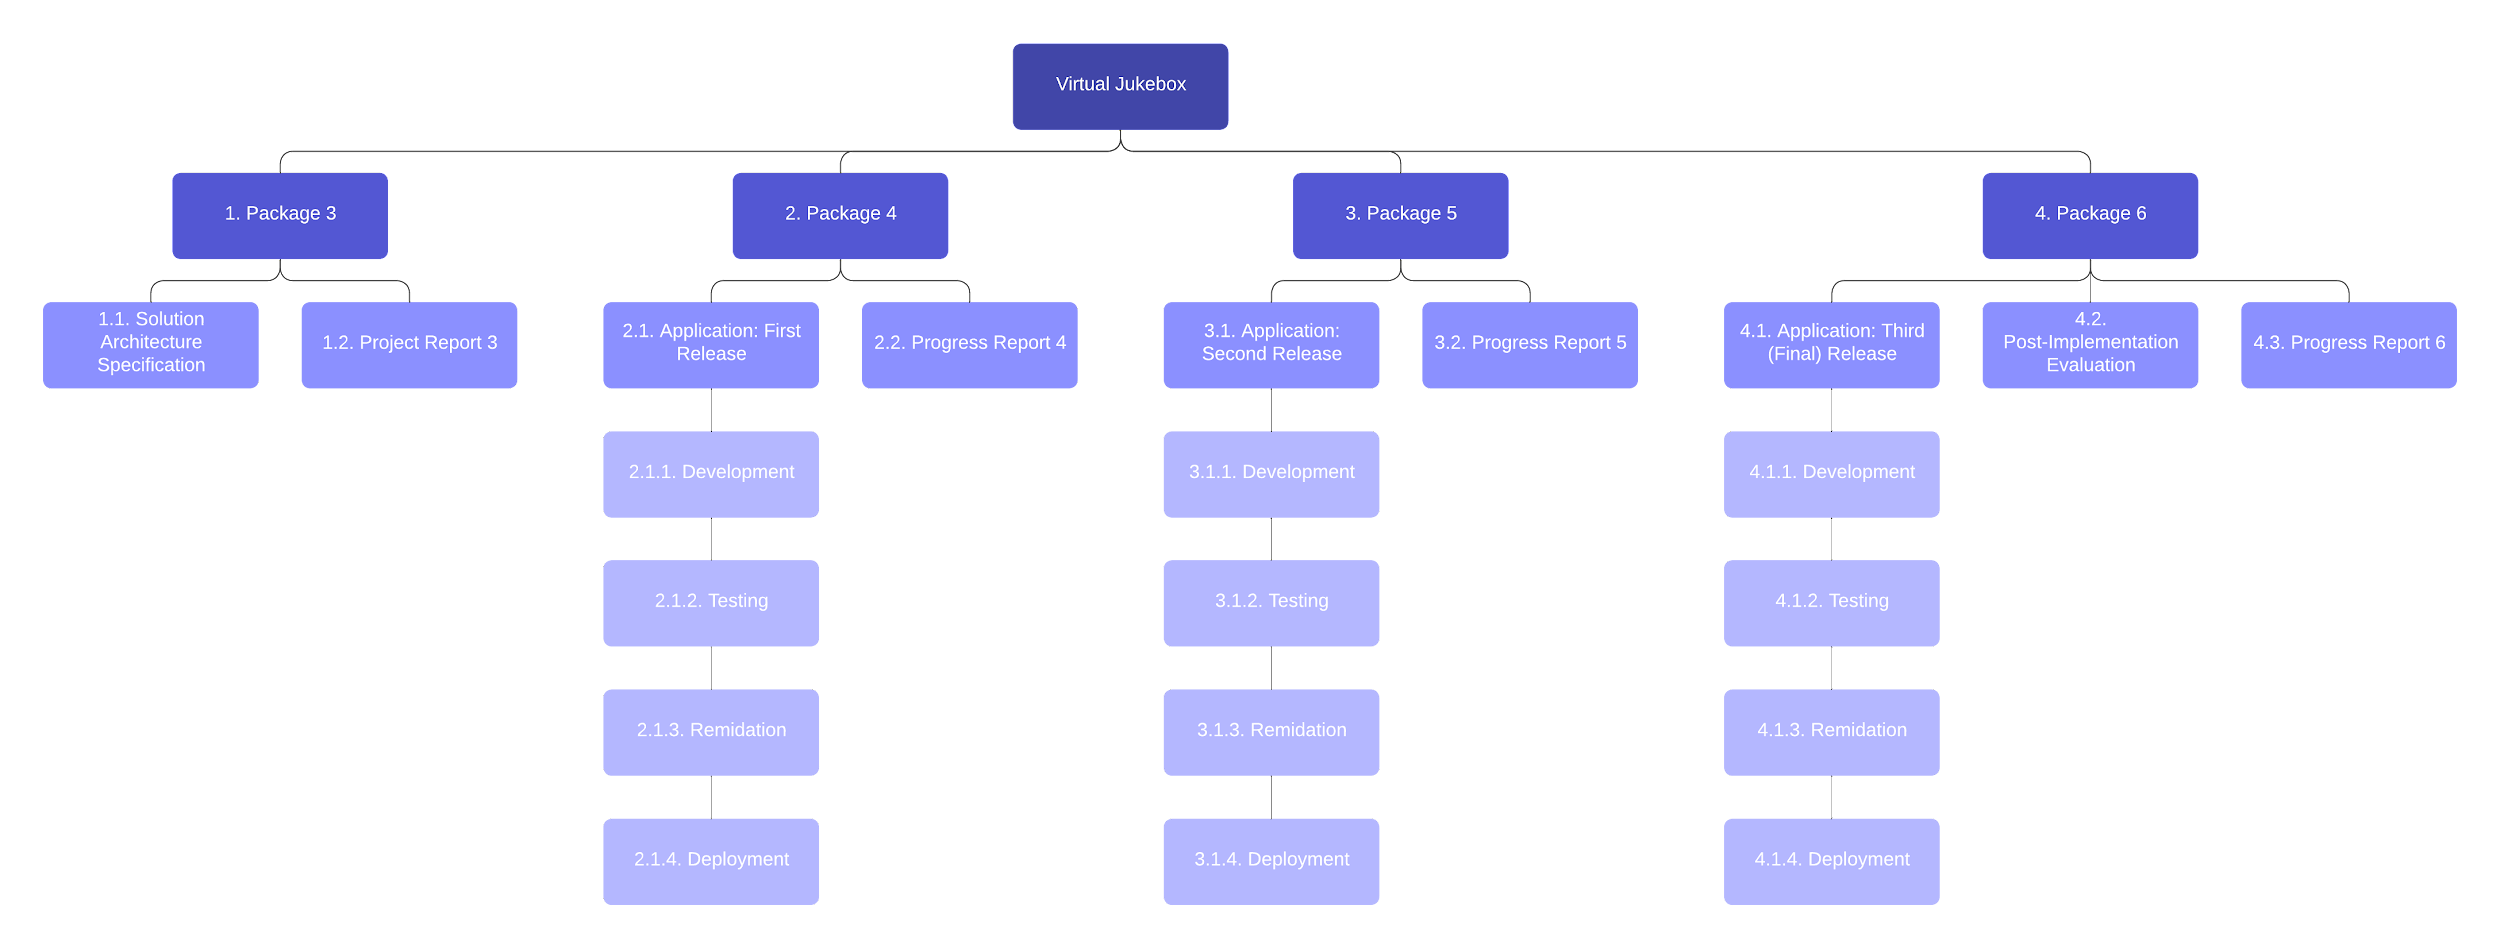 Virtual Jukebox
1. Package 3
2. Package 4
3. Package 5
4. Package 6
1.1. Solution
Architecture
Specification
1.2. Project Report 3
2.1. Application: First
Release
2.2. Progress Report 4
3.1. Application:
Second Release
3.2. Progress Report 5
4.1. Application: Third
(Final) Release
4.2.
Post-Implementation
Evaluation
4.3. Progress Report 6
2.1.1. Development
3.1.1. Development
4.1.1. Development
2.1.2. Testing
3.1.2. Testing
4.1.2. Testing
2.1.3. Remidation
3.1.3. Remidation
4.1.3. Remidation
2.1.4. Deployment
3.1.4. Deployment
4.1.4. Deployment